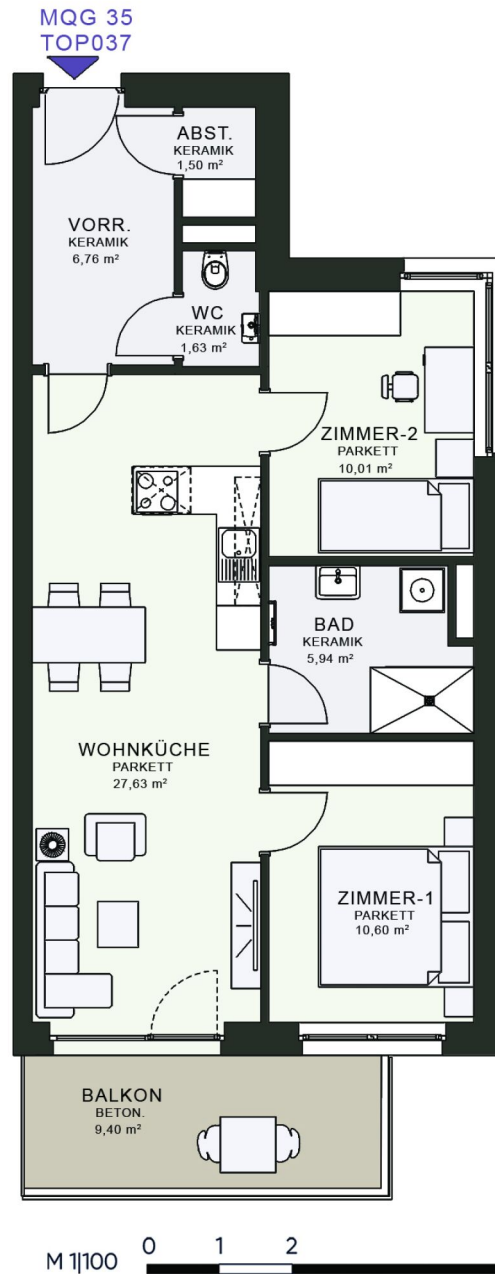 MQG 35
TOP037
ABST.
KERAMIK
1,50 m²
VORR.
KERAMIK
6,76 m²
WC
KERAMIK
1,63 m²
ZIMMER-2
PARKETT
10,01 m²
BAD
KERAMIK
5,94 m²
WOHNKÜCHE
PARKETT
27,63 m²
ZIMMER-1
PARKETT
10,60 m²
BALKON
BETON.
9,40 m²
M 1|100 0 1 2